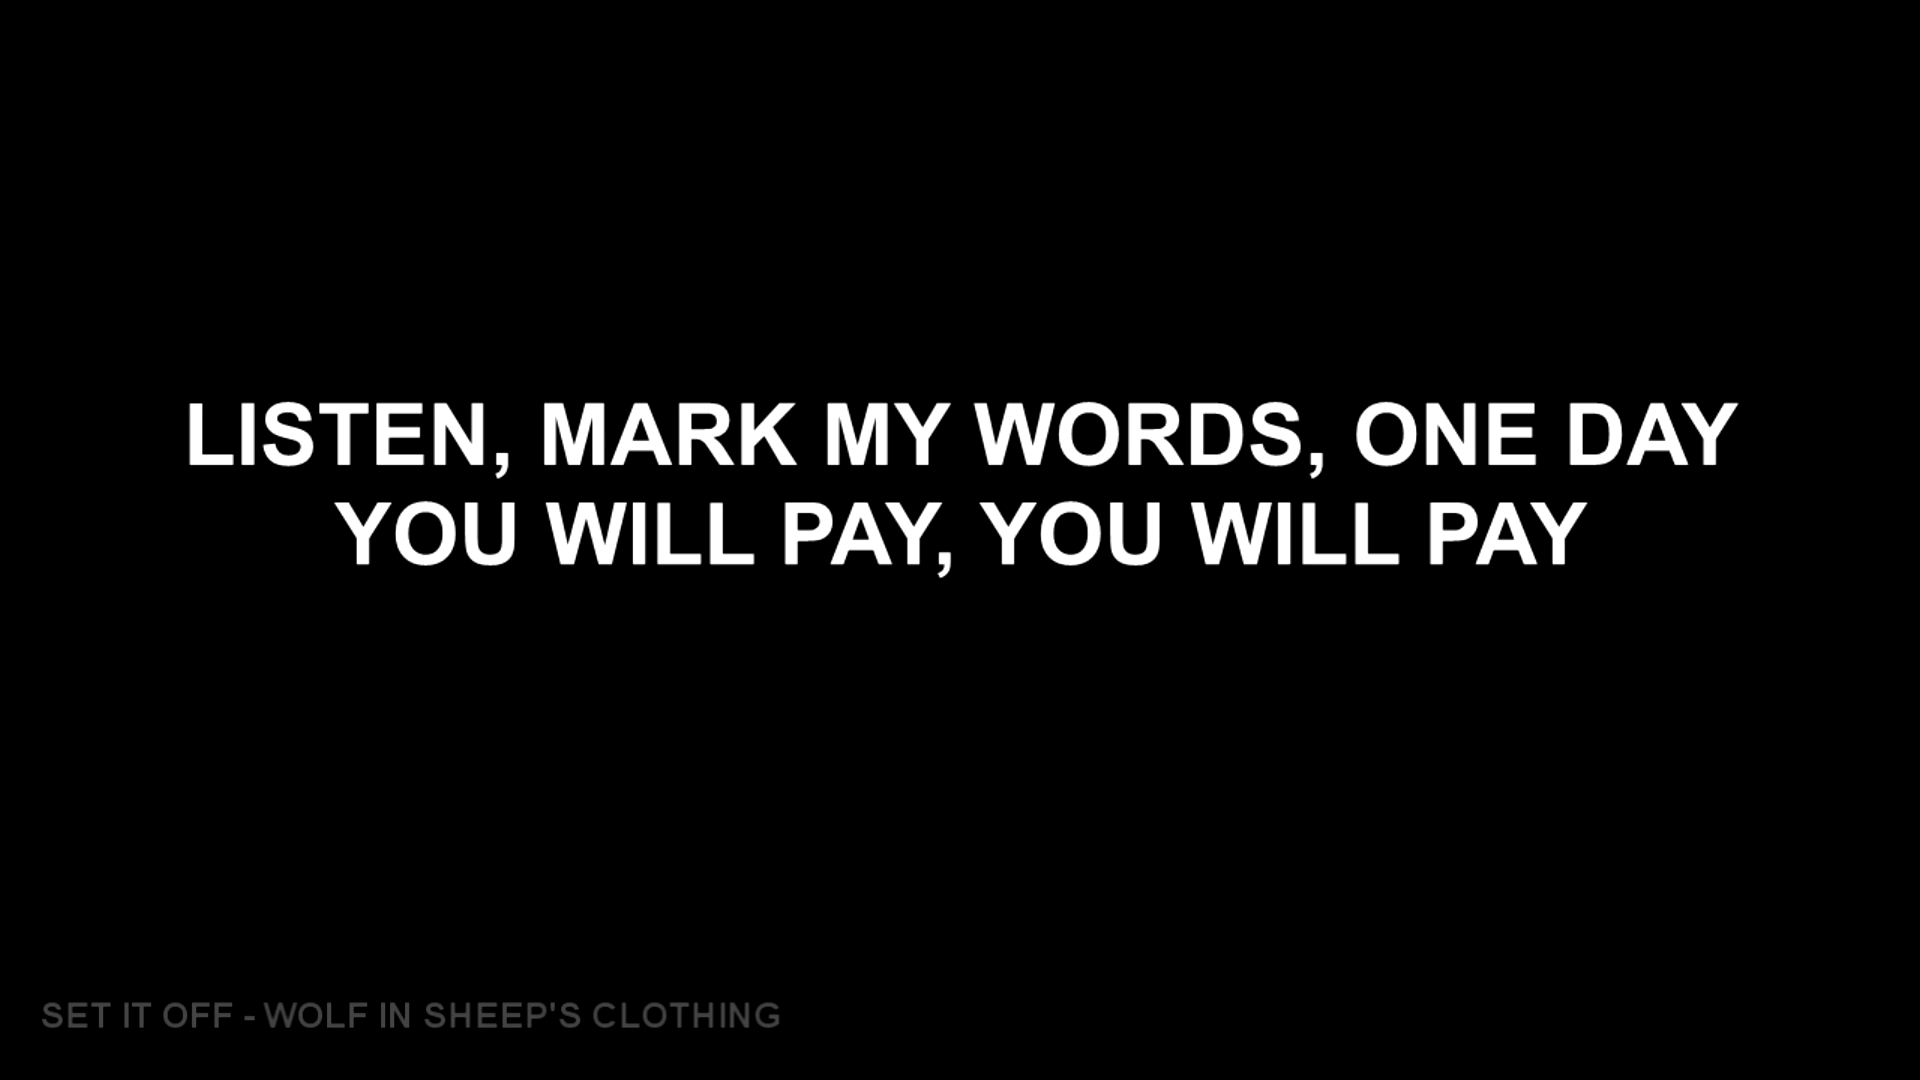 LISTEN, MARK MY WORDS, ONE DAY
YOU WILL PAY, YOU WILL PAY
SET IT OFF - WOLF IN SHEEP'S CLOTHING